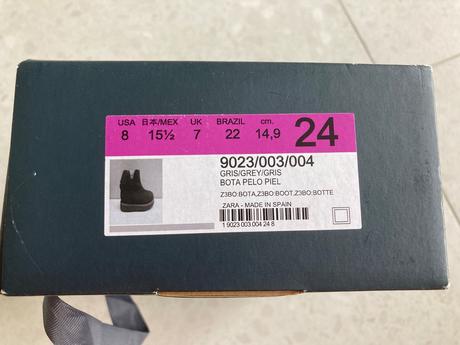 USA 日本/MEX UK BRAZIL cm.
8 15½ 7 22 14,9 24
9023/003/004
GRIS/GREY/GRIS
BOTA PELO PIEL
Z3BO:BOTA,Z3BO:BOOT,Z3BO:BOTTE
ZARA - MADE IN SPAIN
1 9023 003 004 24 8